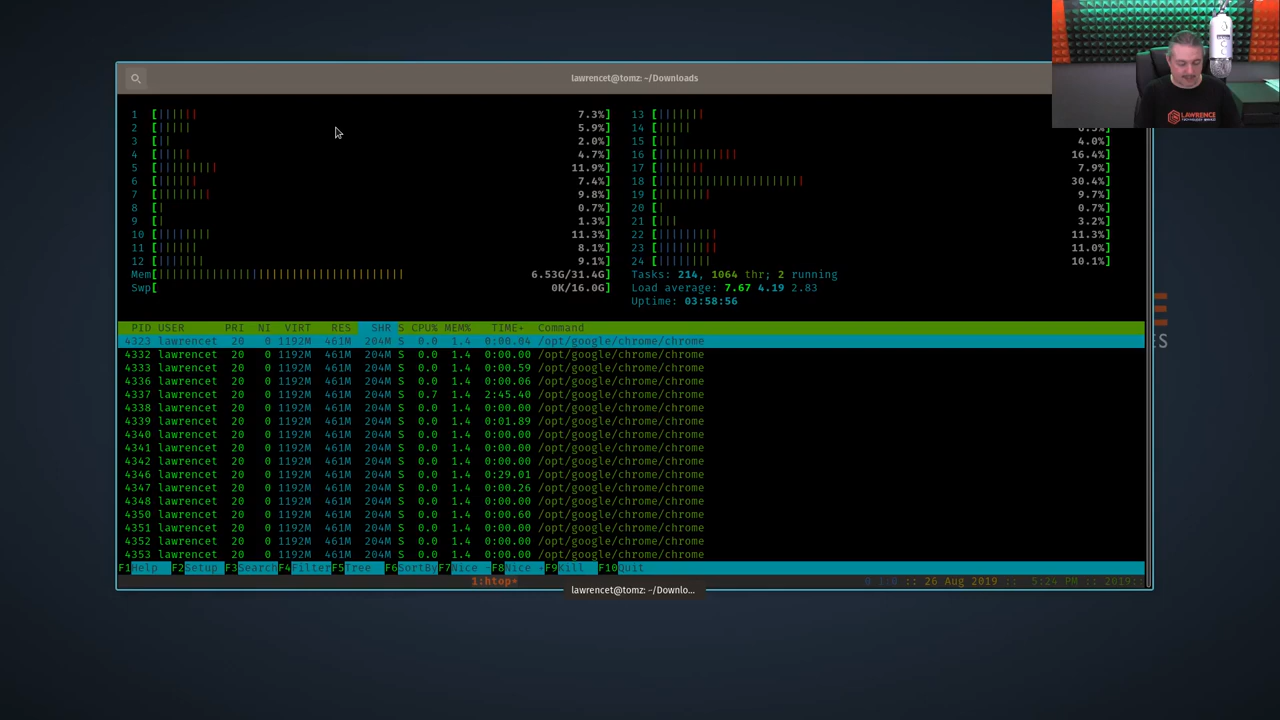 lawrencet@tomz: ~/Downloads
1 [ 7.3%] 13 [
2 [ 5.9%] 14 [
3 [ 2.0%] 15 [ 4.0%]
4 [ 4.7%] 16 [ 16.4%]
5 [ 11.9%] 17 [ 7.9%]
6 [ 7.4%] 18 [ 30.4%]
7 [ 9.8%] 19 [ 9.7%]
8 [ 0.7%] 20 [ 0.7%]
9 [ 1.3%] 21 [ 3.2%]
10 [ 11.3%] 22 [ 11.3%]
11 [ 8.1%] 23 [ 11.0%]
12 [ 9.1%] 24 [ 10.1%]
Mem[ 6.53G/31.4G] Tasks: 214, 1064 thr; 2 running
Swp[ 0K/16.0G] Load average: 7.67 4.19 2.83
Uptime: 03:58:56
PID USER PRI NI VIRT RES SHR S CPU% MEM% TIME+ Command
4323 lawrencet 20 0 1192M 461M 204M S 0.0 1.4 0:00.04 /opt/google/chrome/chrome
4332 lawrencet 20 0 1192M 461M 204M S 0.0 1.4 0:00.00 /opt/google/chrome/chrome
4333 lawrencet 20 0 1192M 461M 204M S 0.0 1.4 0:00.59 /opt/google/chrome/chrome
4336 lawrencet 20 0 1192M 461M 204M S 0.0 1.4 0:00.06 /opt/google/chrome/chrome
4337 lawrencet 20 0 1192M 461M 204M S 0.7 1.4 2:45.40 /opt/google/chrome/chrome
4338 lawrencet 20 0 1192M 461M 204M S 0.0 1.4 0:00.00 /opt/google/chrome/chrome
4339 lawrencet 20 0 1192M 461M 204M S 0.0 1.4 0:01.89 /opt/google/chrome/chrome
4340 lawrencet 20 0 1192M 461M 204M S 0.0 1.4 0:00.00 /opt/google/chrome/chrome
4341 lawrencet 20 0 1192M 461M 204M S 0.0 1.4 0:00.00 /opt/google/chrome/chrome
4342 lawrencet 20 0 1192M 461M 204M S 0.0 1.4 0:00.00 /opt/google/chrome/chrome
4346 lawrencet 20 0 1192M 461M 204M S 0.0 1.4 0:29.01 /opt/google/chrome/chrome
4347 lawrencet 20 0 1192M 461M 204M S 0.0 1.4 0:00.26 /opt/google/chrome/chrome
4348 lawrencet 20 0 1192M 461M 204M S 0.0 1.4 0:00.00 /opt/google/chrome/chrome
4350 lawrencet 20 0 1192M 461M 204M S 0.0 1.4 0:00.60 /opt/google/chrome/chrome
4351 lawrencet 20 0 1192M 461M 204M S 0.0 1.4 0:00.00 /opt/google/chrome/chrome
4352 lawrencet 20 0 1192M 461M 204M S 0.0 1.4 0:00.00 /opt/google/chrome/chrome
4353 lawrencet 20 0 1192M 461M 204M S 0.0 1.4 0:00.00 /opt/google/chrome/chrome
F1Help F2Setup F3SearchF4FilterF5Tree F6SortByF7Nice -F8Nice +F9Kill F10Quit
1:htop* 0 1:0 :: 26 Aug 2019 :: 5:24 PM :: 2019::
lawrencet@tomz: ~/Downlo...
LAWRENCE
ES